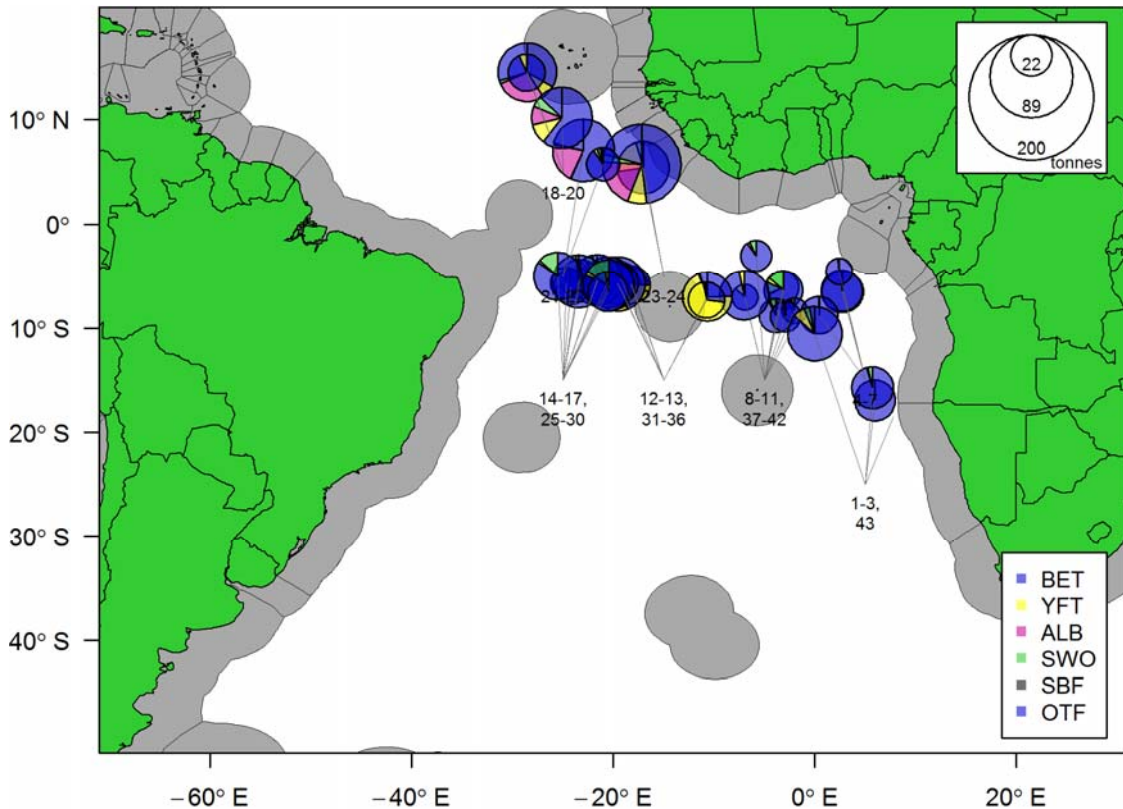 22
89
200
tonnes
10° N
0°
10° S
20° S
30° S
40° S
18-20
23-24
14-17,
25-30
12-13,
31-36
8-11,
37-42
1-3,
43
BET
YFT
ALB
SWO
SBF
OTF
−60° E
−40° E
−20° E
0° E
20° E